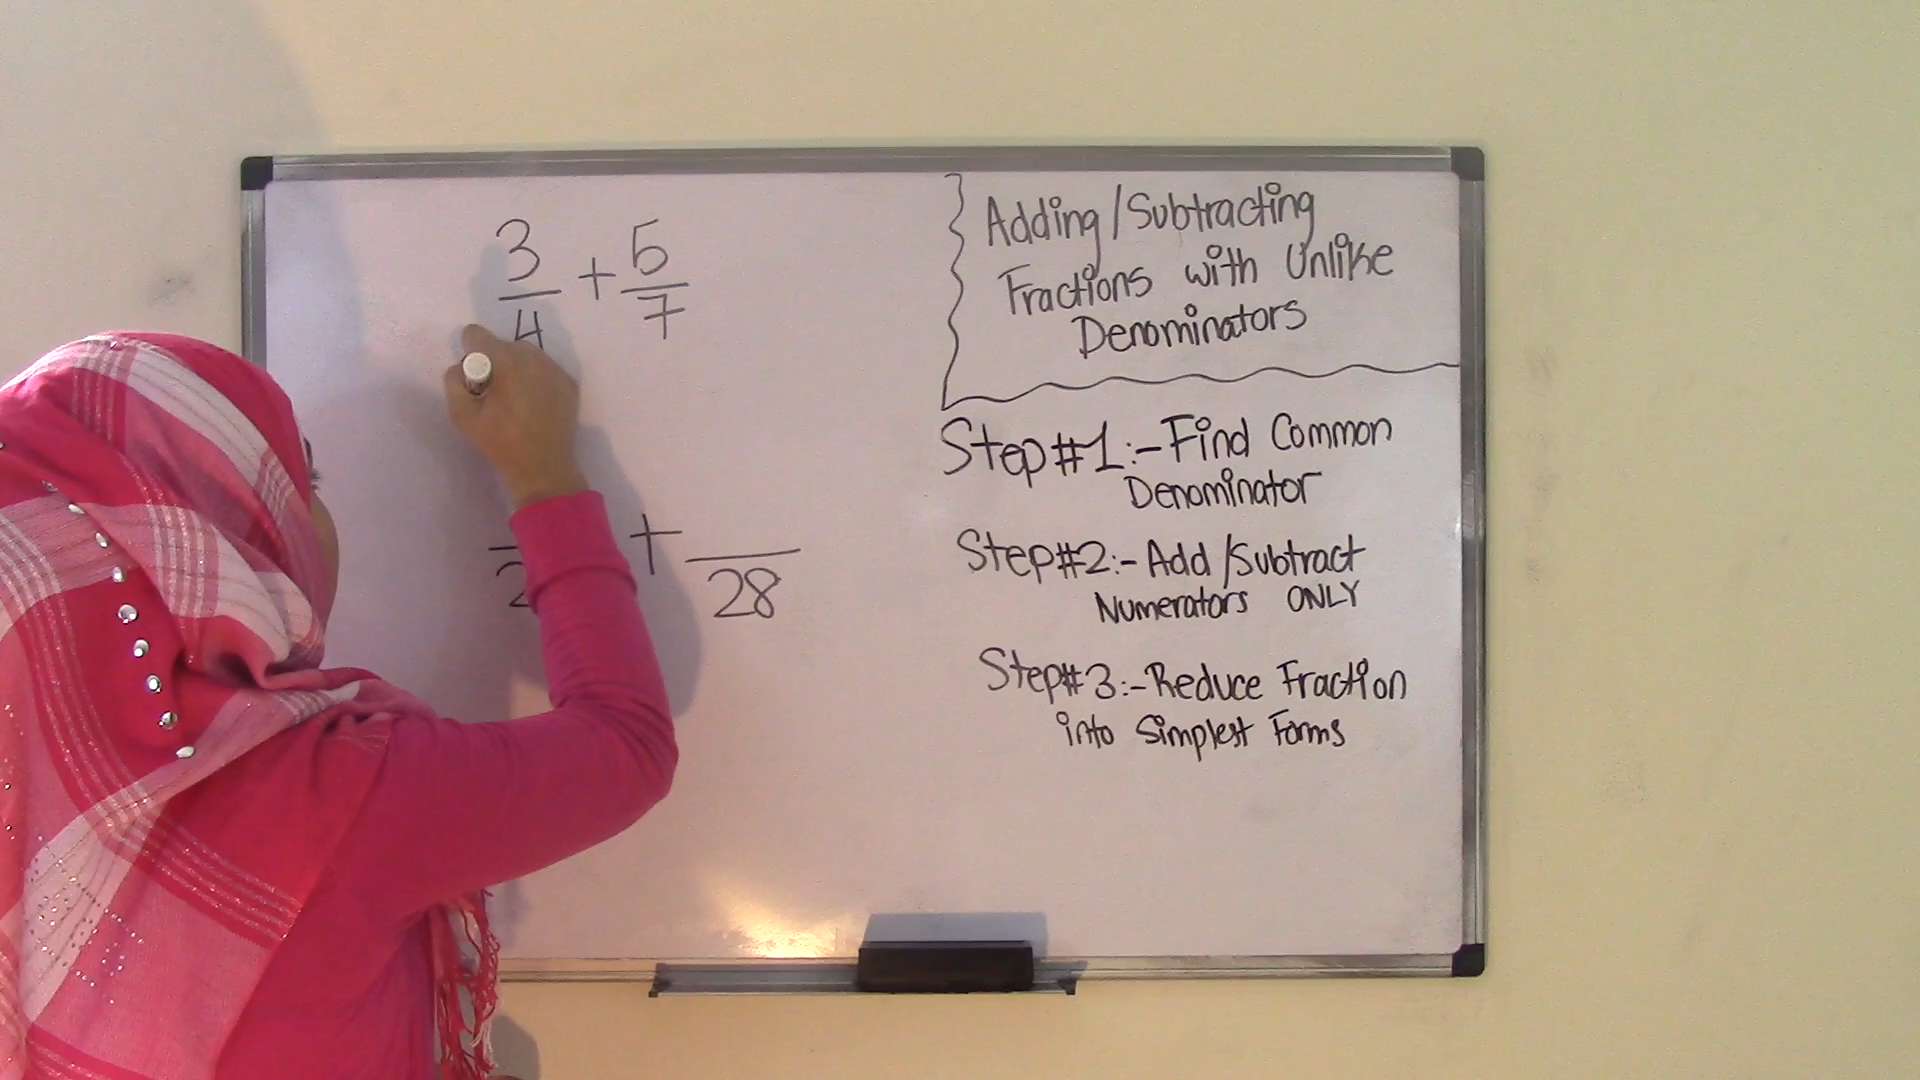 3/4 + 5/7
+ /28
Adding/Subtracting
Fractions with Unlike
Denominators
Step#1:- Find Common
Denominator
Step#2:- Add/Subtract
Numerators ONLY
Step#3:- Reduce Fraction
into Simplest Forms